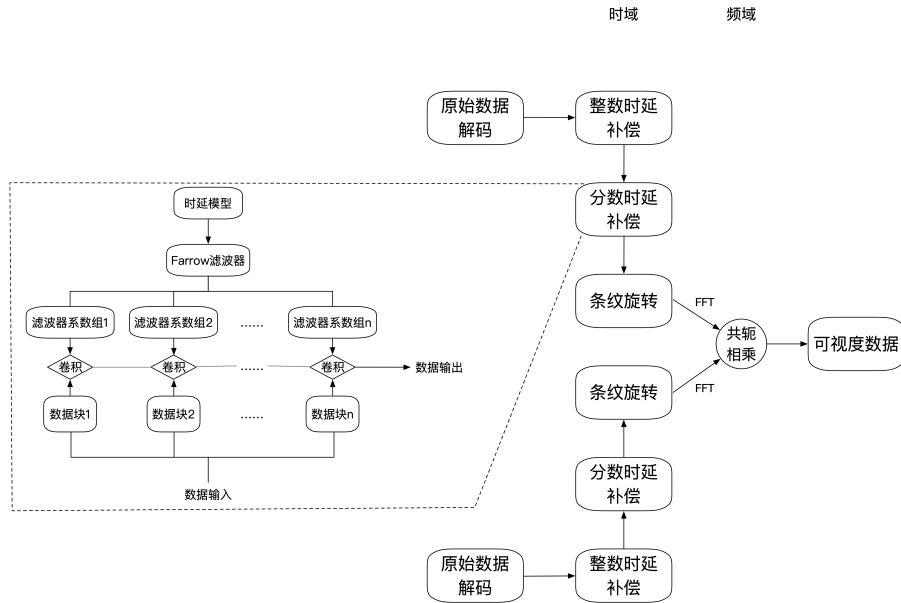 时域
频域
原始数据
解码
整数时延
补偿
分数时延
补偿
时延模型
Farrow滤波器
滤波器系数组1
滤波器系数组2
......
滤波器系数组n
卷积
卷积
.....
卷积
数据输出
数据块1
数据块2
......
数据块n
数据输入
条纹旋转
FFT
共轭
相乘
可视度数据
条纹旋转
FFT
分数时延
补偿
原始数据
解码
整数时延
补偿